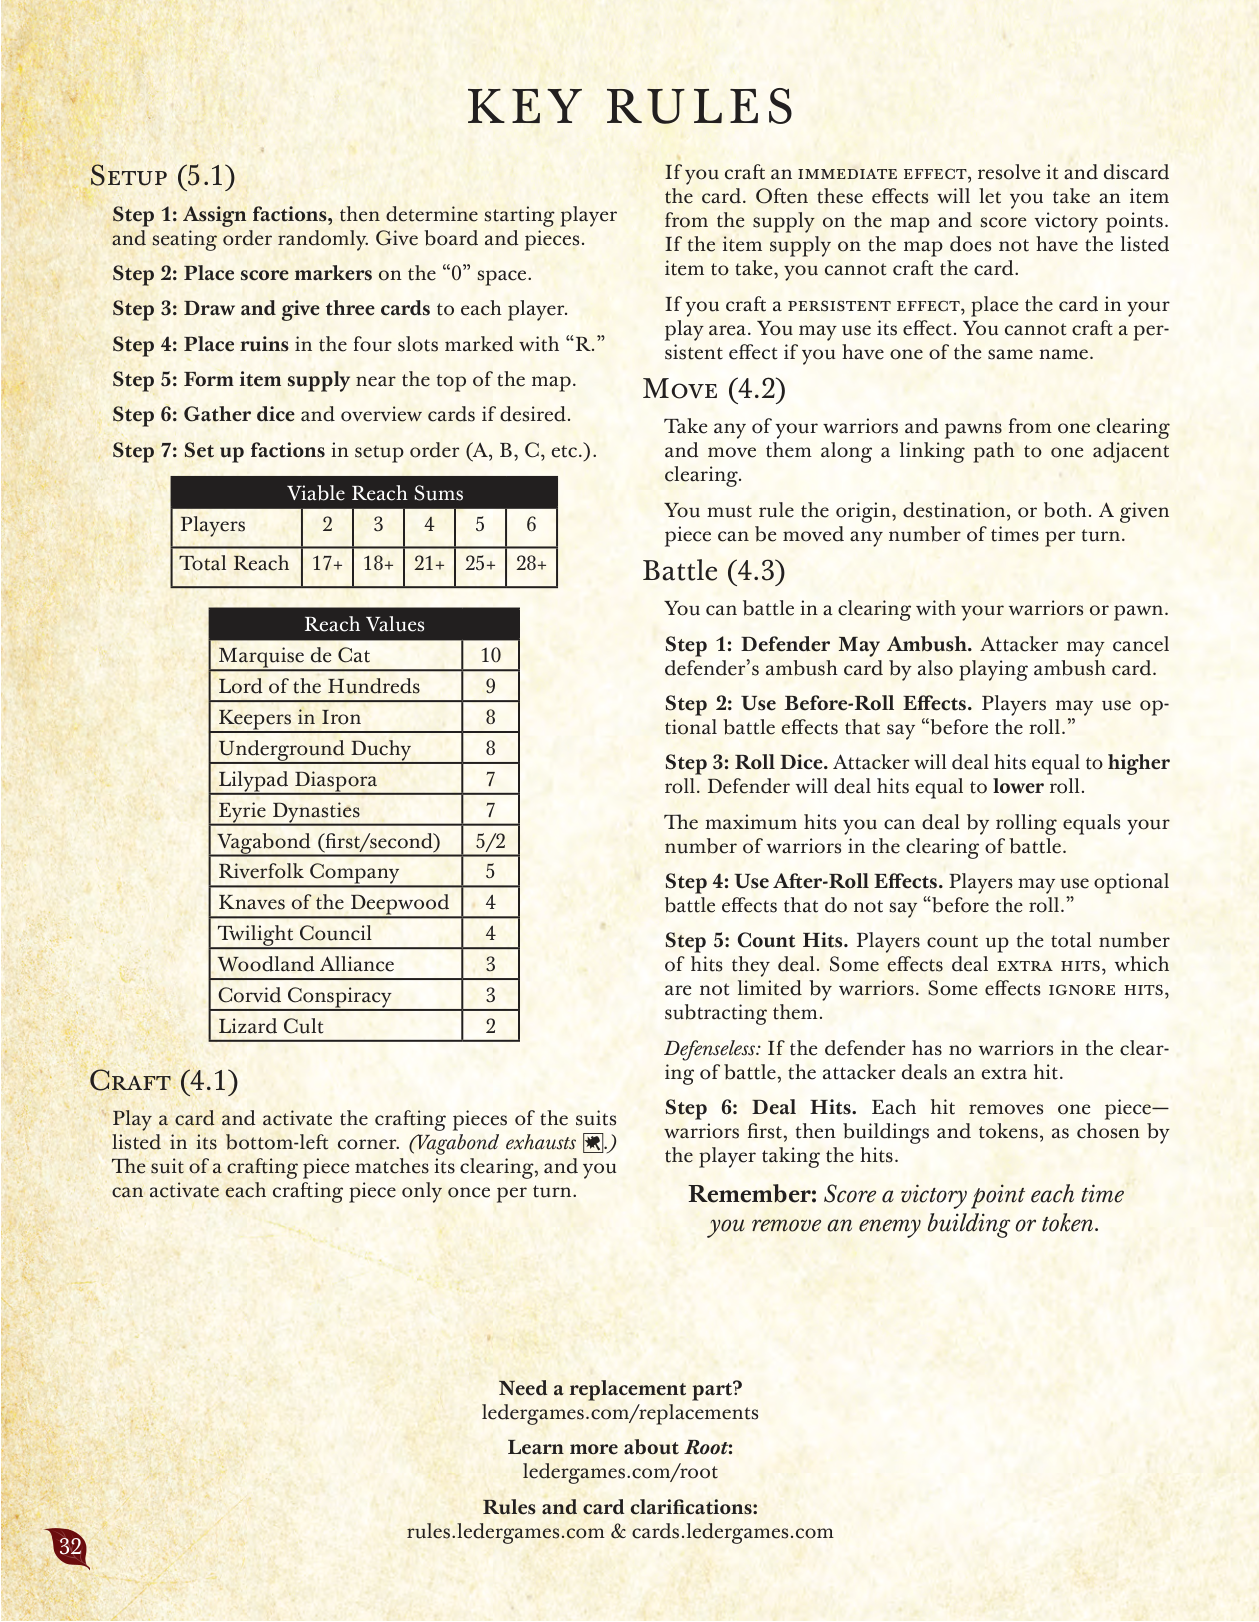 KEY RULES
Setup (5.1)
Step 1: Assign factions, then determine starting player
and seating order randomly. Give board and pieces.
Step 2: Place score markers on the “0” space.
Step 3: Draw and give three cards to each player.
Step 4: Place ruins in the four slots marked with “R.”
Step 5: Form item supply near the top of the map.
Step 6: Gather dice and overview cards if desired.
Step 7: Set up factions in setup order (A, B, C, etc.).
Viable Reach Sums
Players 2 3 4 5 6
Total Reach 17+ 18+ 21+ 25+ 28+
Reach Values
Marquise de Cat 10
Lord of the Hundreds 9
Keepers in Iron 8
Underground Duchy 8
Lilypad Diaspora 7
Eyrie Dynasties 7
Vagabond (first/second) 5/2
Riverfolk Company 5
Knaves of the Deepwood 4
Twilight Council 4
Woodland Alliance 3
Corvid Conspiracy 3
Lizard Cult 2
Craft (4.1)
Play a card and activate the crafting pieces of the suits
listed in its bottom-left corner. (Vagabond exhausts .)
The suit of a crafting piece matches its clearing, and you
can activate each crafting piece only once per turn.
If you craft an immediate effect, resolve it and discard
the card. Often these effects will let you take an item
from the supply on the map and score victory points.
If the item supply on the map does not have the listed
item to take, you cannot craft the card.
If you craft a persistent effect, place the card in your
play area. You may use its effect. You cannot craft a per-
sistent effect if you have one of the same name.
Move (4.2)
Take any of your warriors and pawns from one clearing
and move them along a linking path to one adjacent
clearing.
You must rule the origin, destination, or both. A given
piece can be moved any number of times per turn.
Battle (4.3)
You can battle in a clearing with your warriors or pawn.
Step 1: Defender May Ambush. Attacker may cancel
defender’s ambush card by also playing ambush card.
Step 2: Use Before-Roll Effects. Players may use op-
tional battle effects that say “before the roll.”
Step 3: Roll Dice. Attacker will deal hits equal to higher
roll. Defender will deal hits equal to lower roll.
The maximum hits you can deal by rolling equals your
number of warriors in the clearing of battle.
Step 4: Use After-Roll Effects. Players may use optional
battle effects that do not say “before the roll.”
Step 5: Count Hits. Players count up the total number
of hits they deal. Some effects deal extra hits, which
are not limited by warriors. Some effects ignore hits,
subtracting them.
Defenseless: If the defender has no warriors in the clear-
ing of battle, the attacker deals an extra hit.
Step 6: Deal Hits. Each hit removes one piece—
warriors first, then buildings and tokens, as chosen by
the player taking the hits.
Remember: Score a victory point each time
you remove an enemy building or token.
Need a replacement part?
ledergames.com/replacements
Learn more about Root:
ledergames.com/root
Rules and card clarifications:
rules.ledergames.com & cards.ledergames.com
32